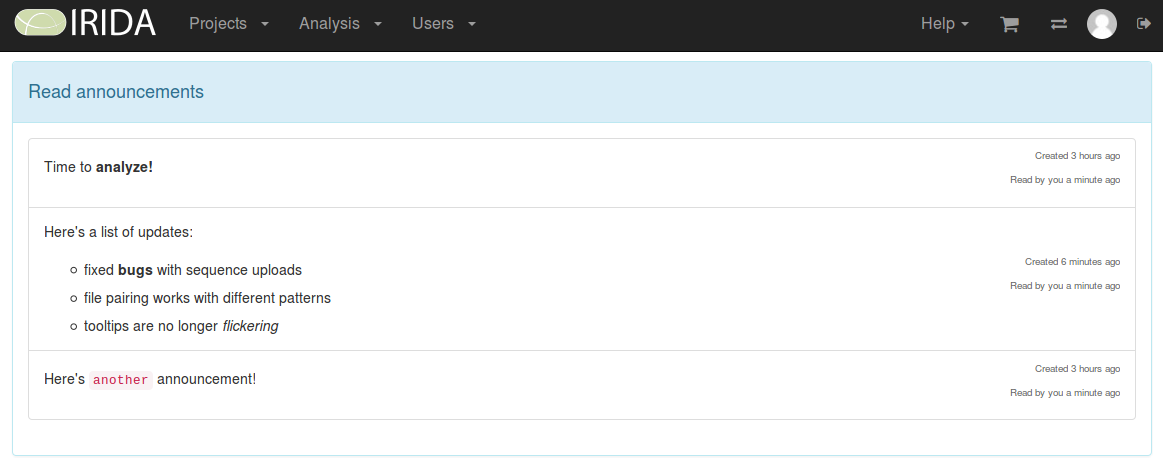 IRIDA Projects Analysis Users Help
Read announcements
Time to analyze!
Created 3 hours ago
Read by you a minute ago
Here's a list of updates:
fixed bugs with sequence uploads
file pairing works with different patterns
tooltips are no longer flickering
Created 6 minutes ago
Read by you a minute ago
Here's another announcement!
Created 3 hours ago
Read by you a minute ago